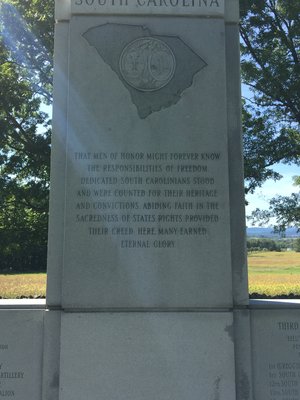 SOUTH CAROLINA
THAT MEN OF HONOR MIGHT FOREVER KNOW
THE RESPONSIBILITIES OF FREEDOM.
DEDICATED SOUTH CAROLINIANS STOOD
AND WERE COUNTED FOR THEIR HERITAGE
AND CONVICTIONS. ABIDING FAITH IN THE
SACREDNESS OF STATES RIGHTS PROVIDED
THEIR CREED. HERE MANY EARNED
ETERNAL GLORY
THIRD